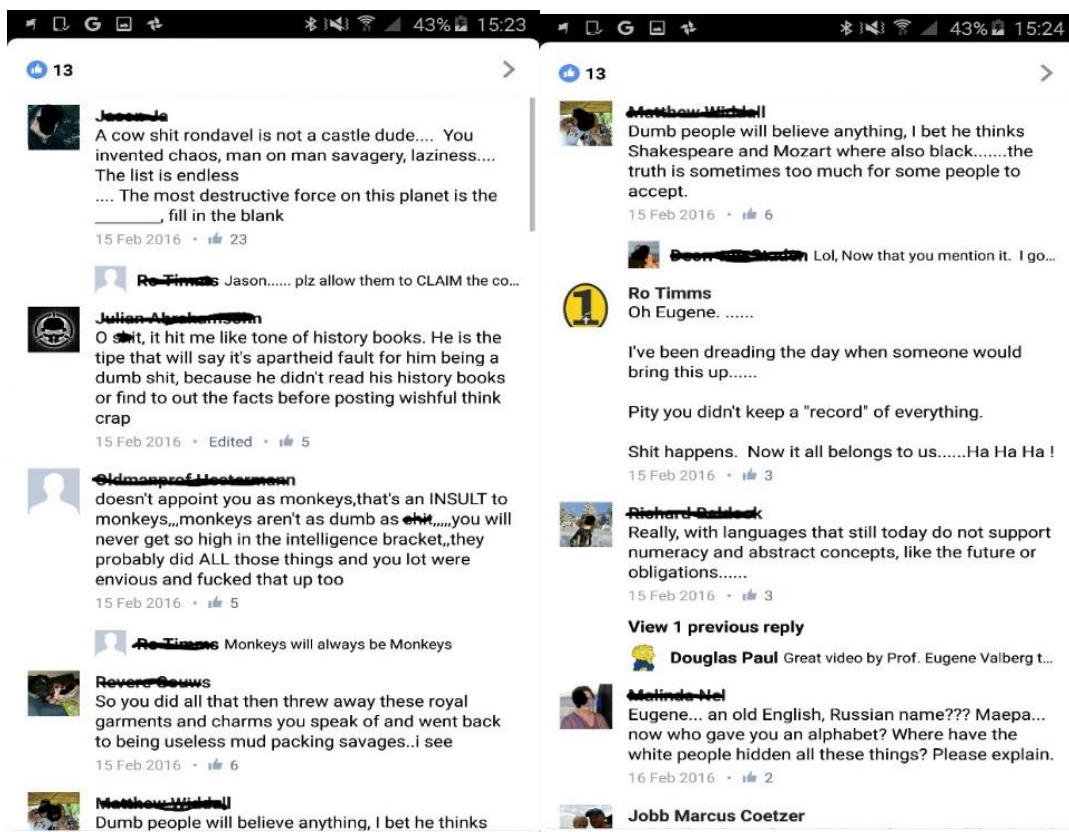 43% 15:23
13
A cow shit rondavel is not a castle dude.... You
invented chaos, man on man savagery, laziness....
The list is endless
.... The most destructive force on this planet is the
________, fill in the blank
15 Feb 2016 · 23
Jason...... plz allow them to CLAIM the co...
O it, it hit me like tone of history books. He is the
tipe that will say it's apartheid fault for him being a
dumb shit, because he didn't read his history books
or find to out the facts before posting wishful think
crap
15 Feb 2016 · Edited · 5
doesn't appoint you as monkeys,that's an INSULT to
monkeys,,,monkeys aren't as dumb as ,,,,,you will
never get so high in the intelligence bracket,,they
probably did ALL those things and you lot were
envious and fucked that up too
15 Feb 2016 · 5
Monkeys will always be Monkeys
So you did all that then threw away these royal
garments and charms you speak of and went back
to being useless mud packing savages..i see
15 Feb 2016 · 6
Dumb people will believe anything, I bet he thinks
43% 15:24
13
Dumb people will believe anything, I bet he thinks
Shakespeare and Mozart where also black.......the
truth is sometimes too much for some people to
accept.
15 Feb 2016 · 6
Lol, Now that you mention it. I go...
Ro Timms
Oh Eugene. ......
I've been dreading the day when someone would
bring this up......
Pity you didn't keep a "record" of everything.
Shit happens. Now it all belongs to us......Ha Ha Ha !
15 Feb 2016 · 3
Really, with languages that still today do not support
numeracy and abstract concepts, like the future or
obligations......
15 Feb 2016 · 3
View 1 previous reply
Douglas Paul Great video by Prof. Eugene Valberg t...
Eugene... an old English, Russian name??? Maepa...
now who gave you an alphabet? Where have the
white people hidden all these things? Please explain.
16 Feb 2016 · 2
Jobb Marcus Coetzer